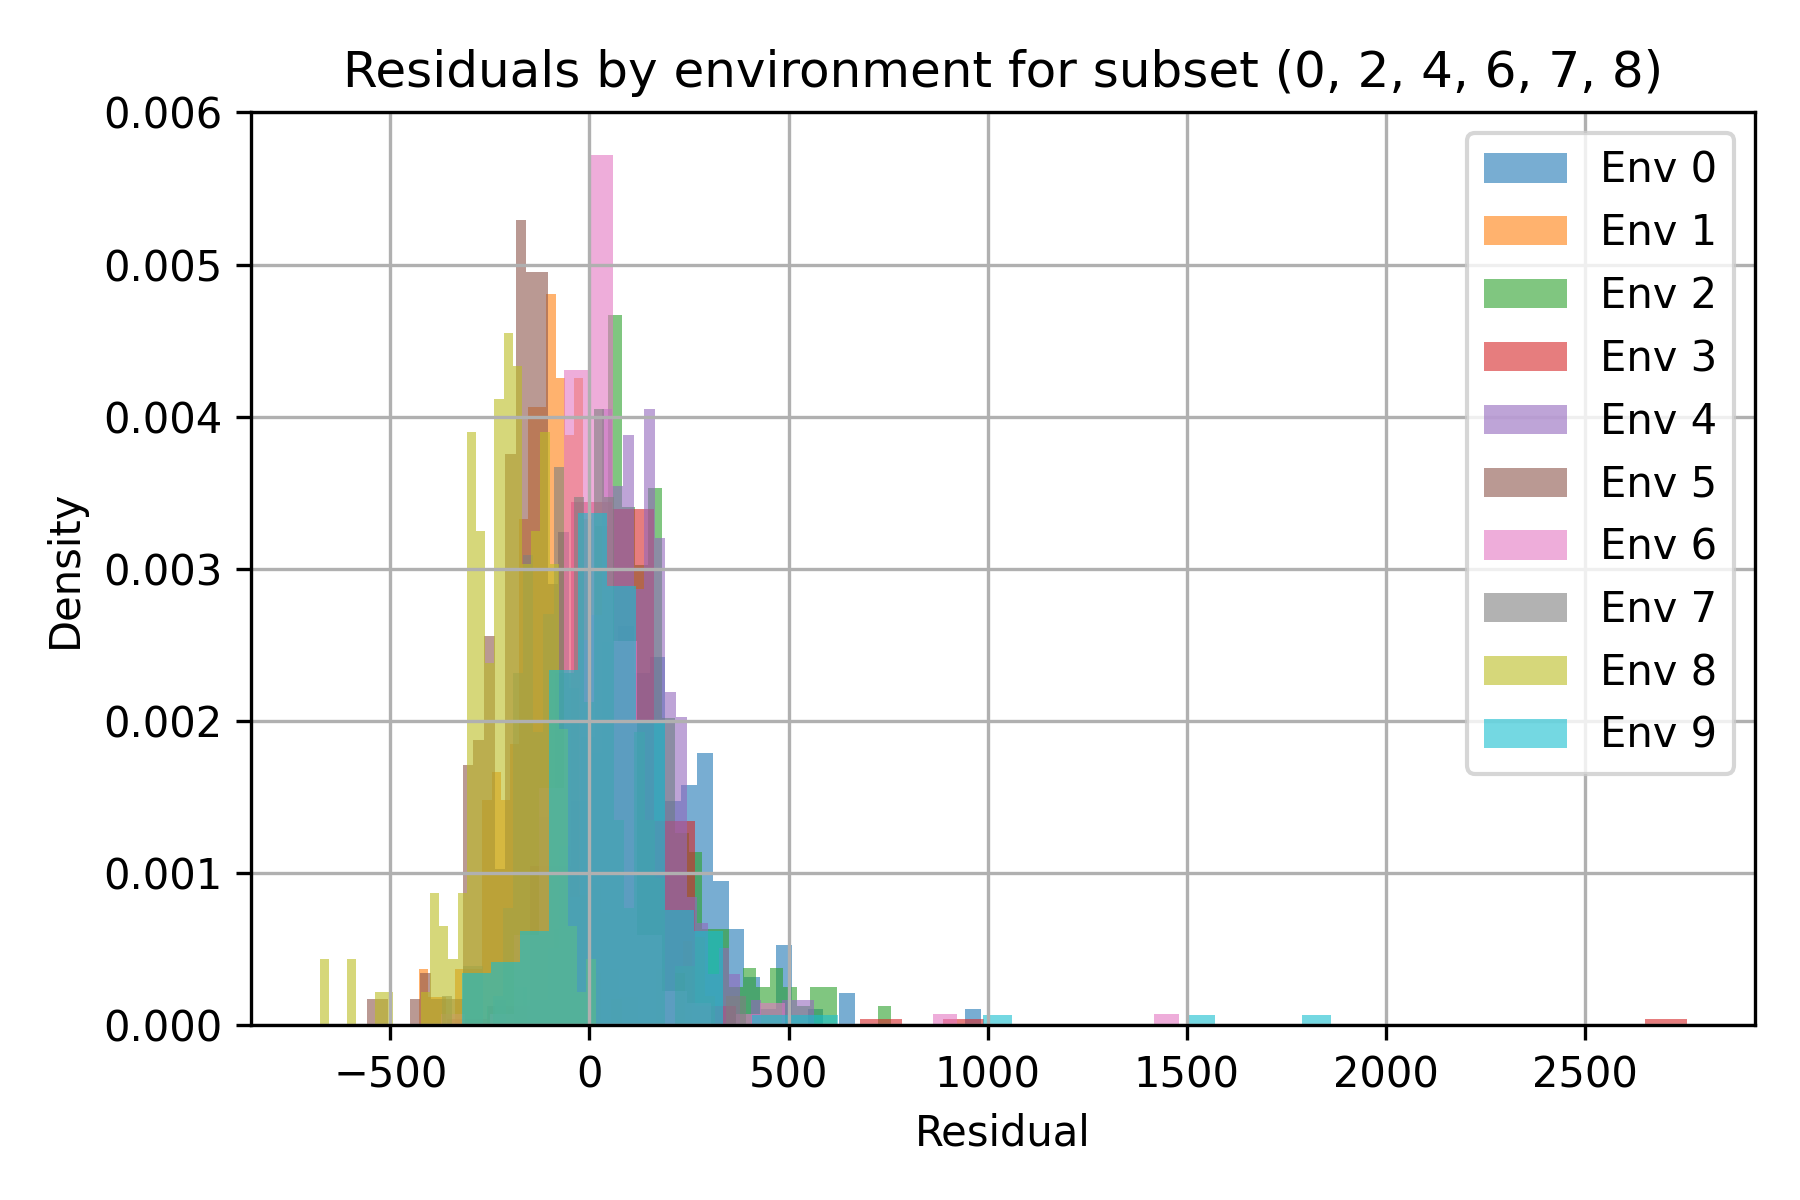 Residuals by environment for subset (0, 2, 4, 6, 7, 8)
0.006
0.005
0.004
0.003
0.002
0.001
0.000
Density
−500
0
500
1000
1500
2000
2500
Residual
Env 0
Env 1
Env 2
Env 3
Env 4
Env 5
Env 6
Env 7
Env 8
Env 9